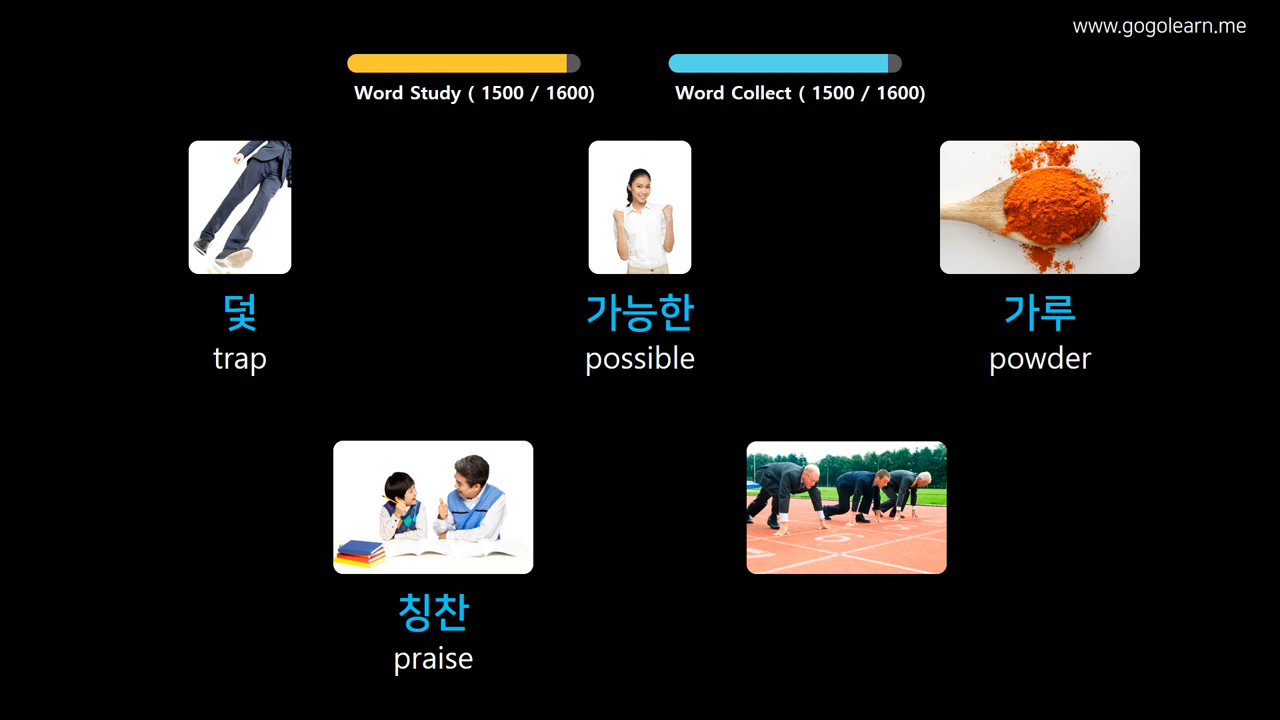 www.gogolearn.me
Word Study ( 1500 / 1600)
Word Collect ( 1500 / 1600)
덫
trap
가능한
possible
가루
powder
칭찬
praise